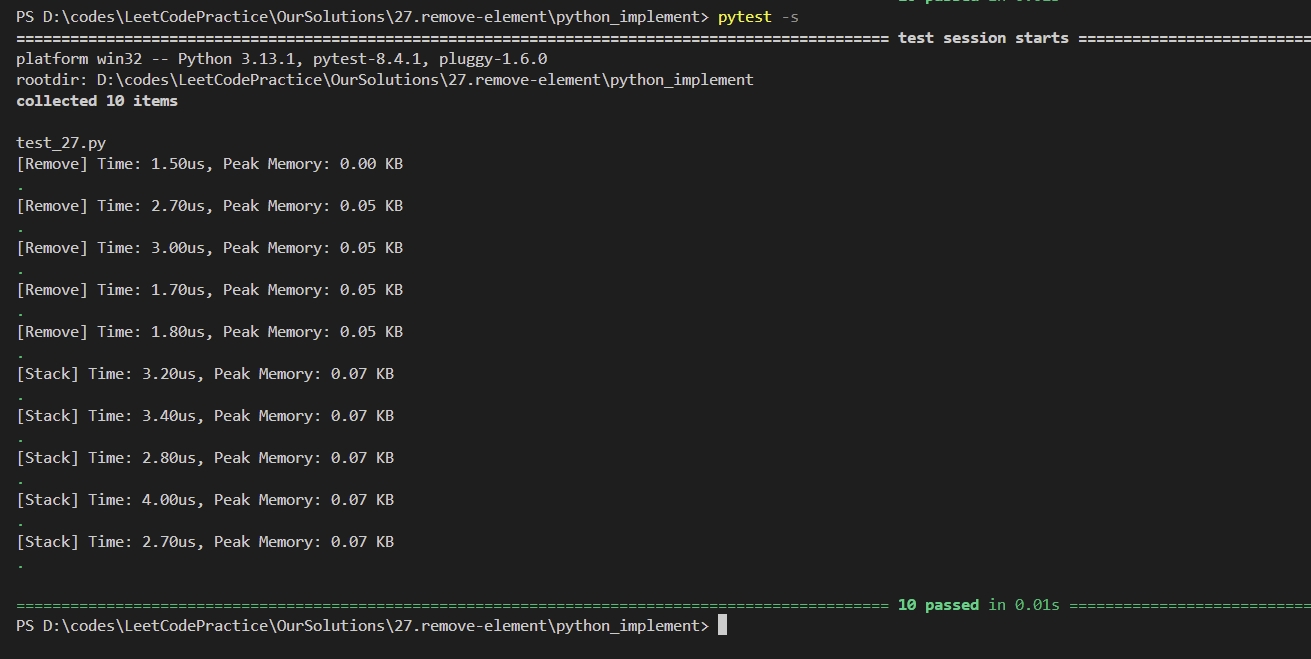 PS D:\codes\LeetCodePractice\OurSolutions\27.remove-element\python_implement> pytest -s
================================================================================================= test session starts ==========================
platform win32 -- Python 3.13.1, pytest-8.4.1, pluggy-1.6.0
rootdir: D:\codes\LeetCodePractice\OurSolutions\27.remove-element\python_implement
collected 10 items

test_27.py
[Remove] Time: 1.50us, Peak Memory: 0.00 KB
.
[Remove] Time: 2.70us, Peak Memory: 0.05 KB
.
[Remove] Time: 3.00us, Peak Memory: 0.05 KB
.
[Remove] Time: 1.70us, Peak Memory: 0.05 KB
.
[Remove] Time: 1.80us, Peak Memory: 0.05 KB
.
[Stack] Time: 3.20us, Peak Memory: 0.07 KB
.
[Stack] Time: 3.40us, Peak Memory: 0.07 KB
.
[Stack] Time: 2.80us, Peak Memory: 0.07 KB
.
[Stack] Time: 4.00us, Peak Memory: 0.07 KB
.
[Stack] Time: 2.70us, Peak Memory: 0.07 KB
.

================================================================================================= 10 passed in 0.01s ===========================
PS D:\codes\LeetCodePractice\OurSolutions\27.remove-element\python_implement>